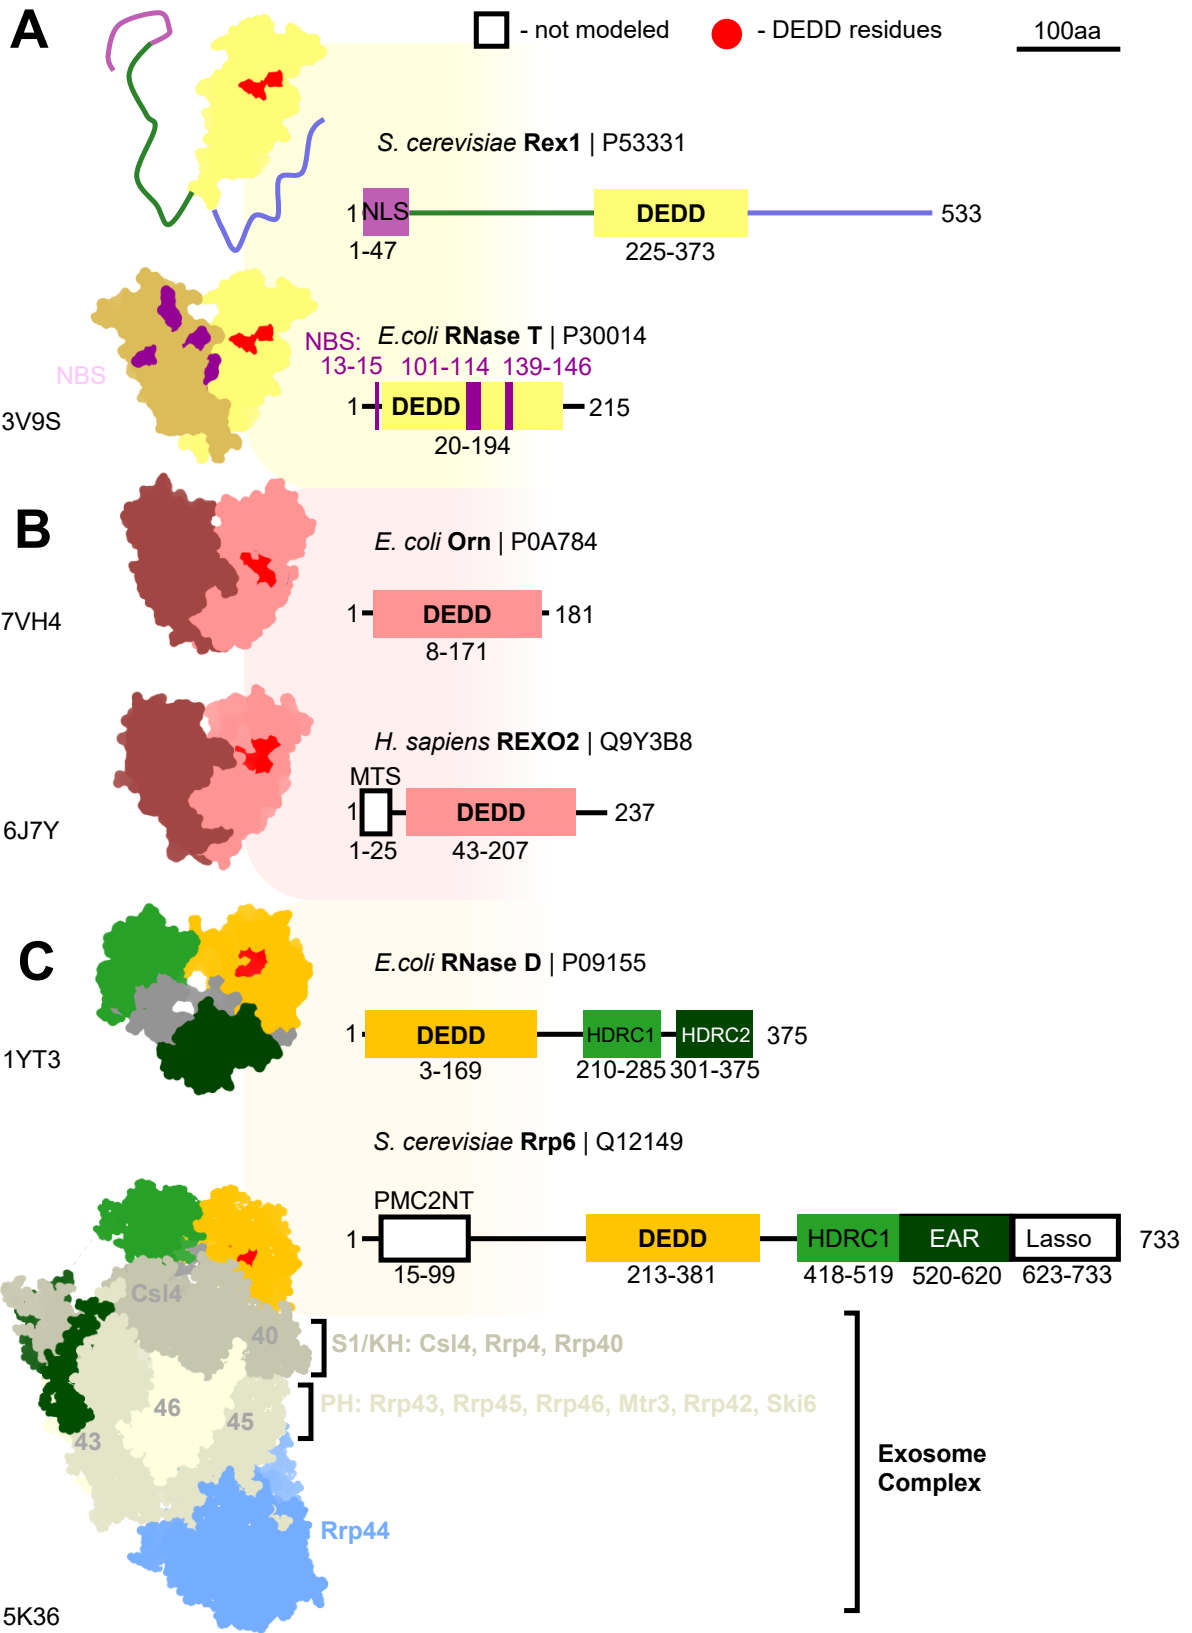 A
- not modeled
- DEDD residues
100aa
S. cerevisiae Rex1 | P53331
1
NLS
DEDD
533
1-47
225-373
E.coli RNase T | P30014
NBS:
13-15 101-114 139-146
NBS
3V9S
1
DEDD
215
20-194
B
E. coli Orn | P0A784
7VH4
1
DEDD
181
8-171
H. sapiens REXO2 | Q9Y3B8
MTS
6J7Y
1
DEDD
237
1-25
43-207
C
E.coli RNase D | P09155
1YT3
1
DEDD
HDRC1
HDRC2
375
3-169
210-285
301-375
S. cerevisiae Rrp6 | Q12149
PMC2NT
1
DEDD
HDRC1
EAR
Lasso
733
15-99
213-381
418-519
520-620
623-733
Csl4
40
S1/KH: Csl4, Rrp4, Rrp40
PH: Rrp43, Rrp45, Rrp46, Mtr3, Rrp42, Ski6
46
45
43
Exosome
Complex
Rrp44
5K36